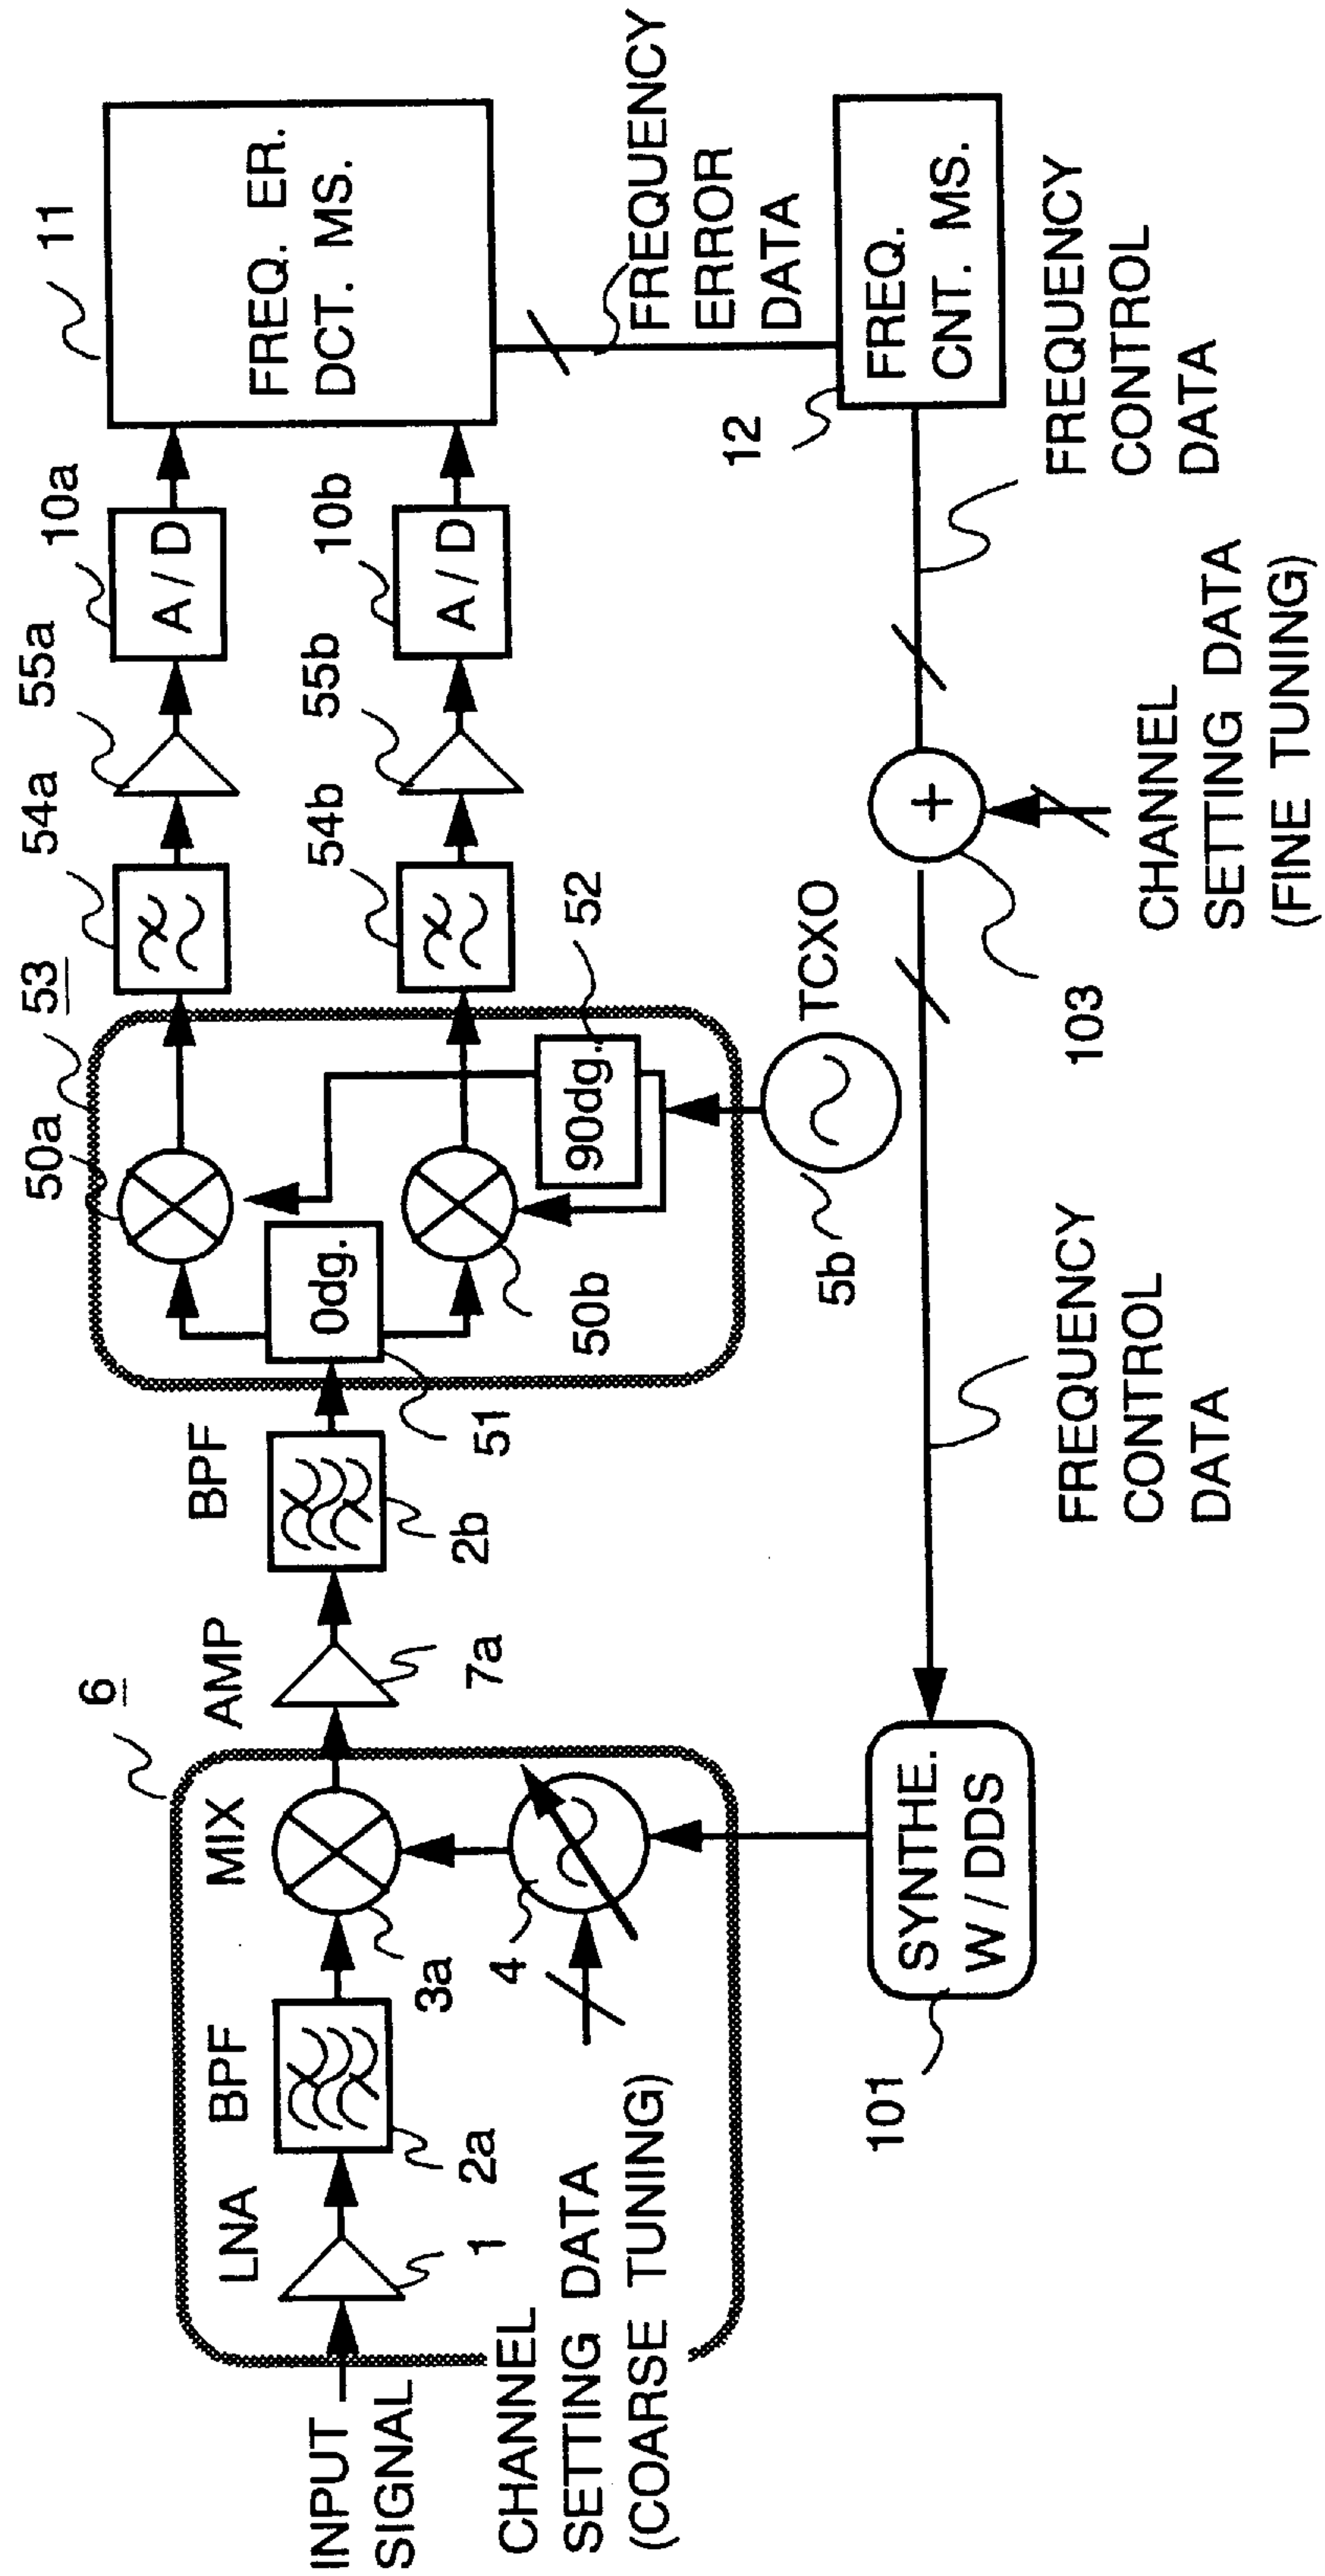 INPUT
SIGNAL
CHANNEL
SETTING DATA
(COARSE TUNING)
LNA
1
BPF
2a
MIX
3a
4
6
AMP
7a
BPF
2b
51
0dg.
50a
50b
53
90dg.
52
5b
TCXO
54a
54b
55a
55b
10a
A/D
10b
A/D
11
FREQ. ER.
DCT. MS.
FREQUENCY
ERROR
DATA
12
FREQ.
CNT. MS.
FREQUENCY
CONTROL
DATA
CHANNEL
SETTING DATA
(FINE TUNING)
+
103
FREQUENCY
CONTROL
DATA
SYNTHE.
W/DDS
101